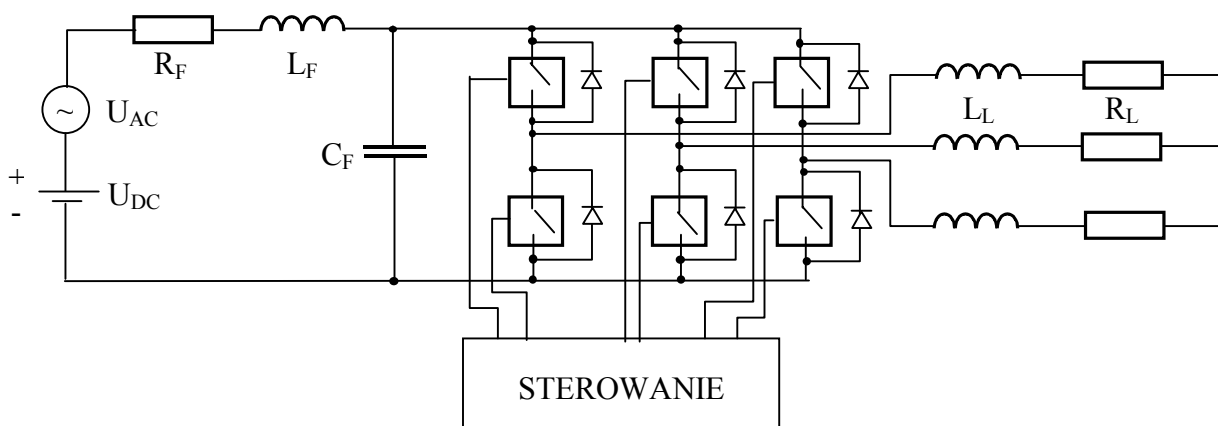 R_F
L_F
L_L
R_L
~
U_AC
C_F
+
U_DC
-
STEROWANIE